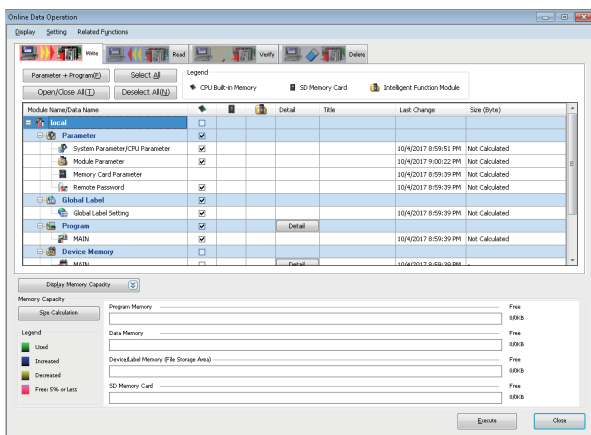 Online Data Operation
Display Setting Related Functions
Write Read Verify Delete
Parameter + Program(F) Select All Legend
Open/Close All(T) Deselect All(N) CPU Built-in Memory SD Memory Card Intelligent Function Module
Module Name/Data Name Detail Title Last Change Size (Byte)
local
Parameter
System Parameter/CPU Parameter 10/4/2017 8:59:51 PM Not Calculated
Module Parameter 10/4/2017 9:00:22 PM Not Calculated
Memory Card Parameter 10/4/2017 8:59:39 PM Not Calculated
Remote Password 10/4/2017 8:59:39 PM Not Calculated
Global Label
Global Label Setting 10/4/2017 8:59:39 PM Not Calculated
Program Detail
MAIN 10/4/2017 8:59:39 PM Not Calculated
Device Memory
MAIN Detail 10/4/2017 8:59:39 PM -
Display Memory Capacity
Memory Capacity
Size Calculation
Program Memory Free
0/0KB
Legend
Used
Increased
Decreased
Free: 5% or Less
Data Memory Free
0/0KB
Device/Label Memory (File Storage Area) Free
0/0KB
SD Memory Card Free
0/0KB
Execute Close